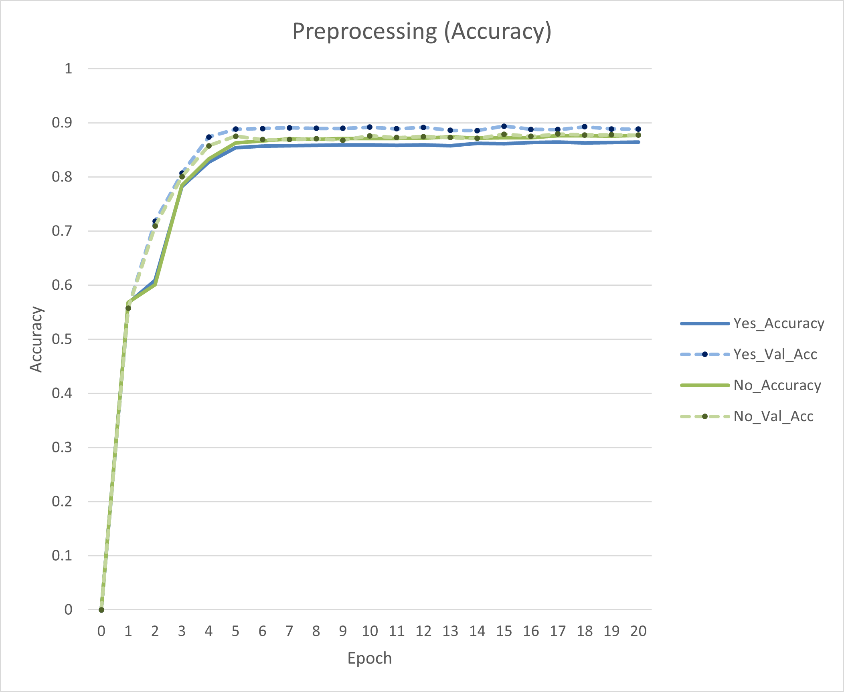 Preprocessing (Accuracy)
1
0.9
0.8
0.7
0.6
0.5
0.4
0.3
0.2
0.1
0
Accuracy
0 1 2 3 4 5 6 7 8 9 10 11 12 13 14 15 16 17 18 19 20
Epoch
Yes_Accuracy
Yes_Val_Acc
No_Accuracy
No_Val_Acc